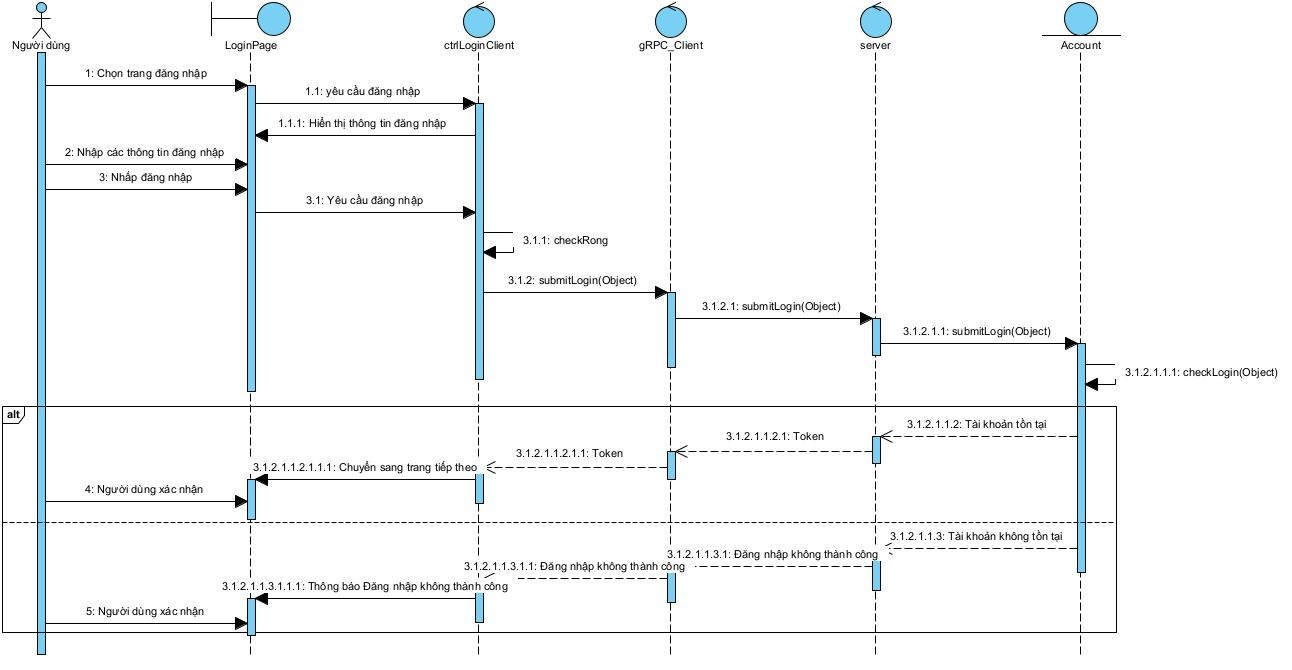 Người dùng
LoginPage
ctrlLoginClient
gRPC_Client
server
Account
1: Chọn trang đăng nhập
1.1: yêu cầu đăng nhập
1.1.1: Hiển thị thông tin đăng nhập
2: Nhập các thông tin đăng nhập
3: Nhấp đăng nhập
3.1: Yêu cầu đăng nhập
3.1.1: checkRong
3.1.2: submitLogin(Object)
3.1.2.1: submitLogin(Object)
3.1.2.1.1: submitLogin(Object)
3.1.2.1.1.1: checkLogin(Object)
alt
3.1.2.1.1.2: Tài khoản tồn tại
3.1.2.1.1.2.1: Token
3.1.2.1.1.2.1.1: Token
3.1.2.1.1.2.1.1.1: Chuyển sang trang tiếp theo
4: Người dùng xác nhận
3.1.2.1.1.3: Tài khoản không tồn tại
3.1.2.1.1.3.1: Đăng nhập không thành công
3.1.2.1.1.3.1.1: Đăng nhập không thành công
3.1.2.1.1.3.1.1.1: Thông báo Đăng nhập không thành công
5: Người dùng xác nhận